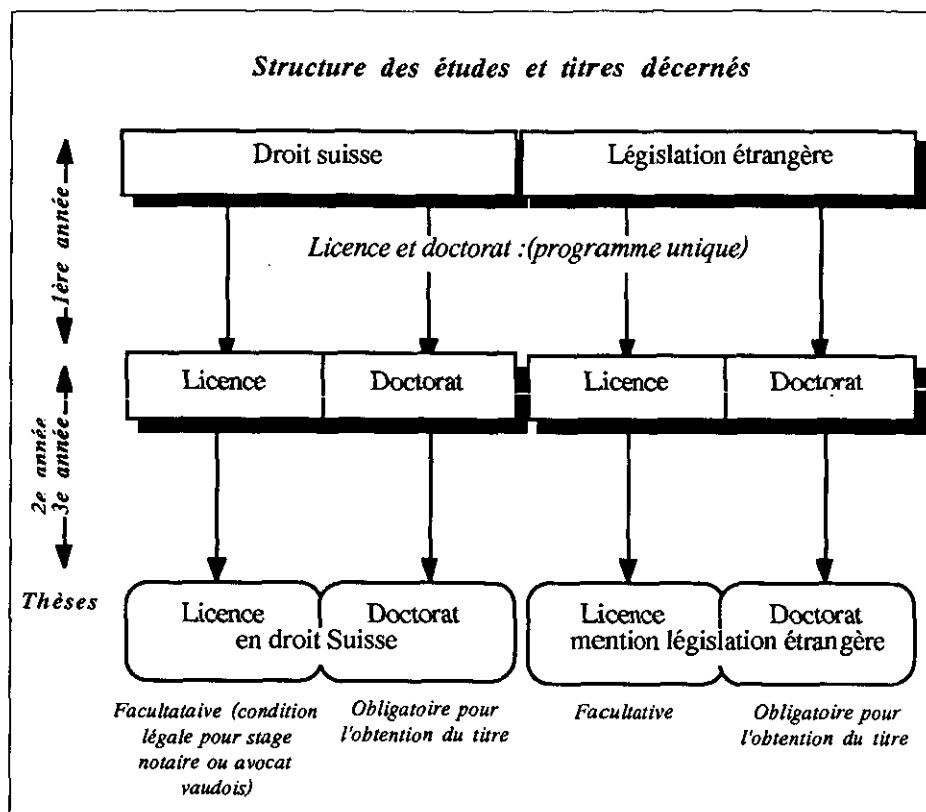 Structure des études et titres décernés
Droit suisse
Législation étrangère
1ère année
Licence et doctorat :(programme unique)
Licence
Doctorat
Licence
Doctorat
2e année
3e année
Thèses
Licence
Doctorat
en droit Suisse
Licence
Doctorat
mention législation étrangère
Facultataive (condition
légale pour stage
notaire ou avocat
vaudois)
Obligatoire pour
l'obtention du titre
Facultative
Obligatoire pour
l'obtention du titre